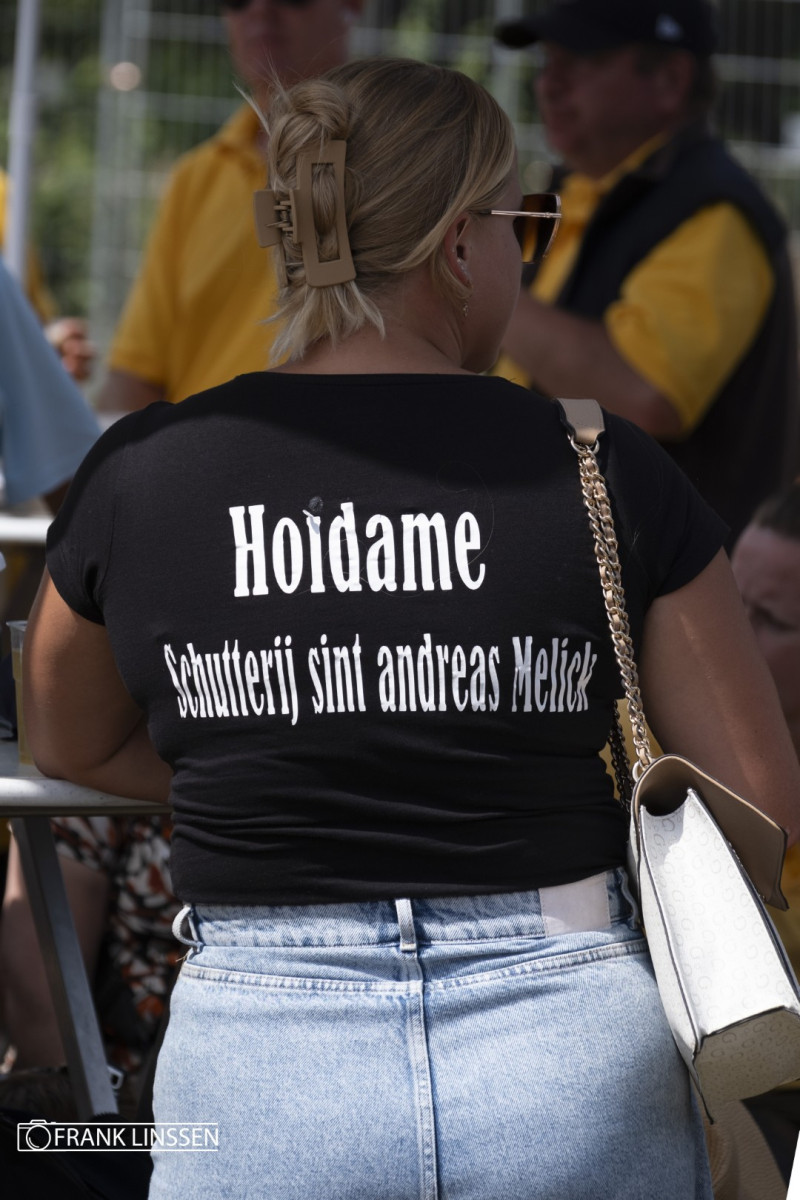 Hoidame
Schutterij sint andreas Melick
FRANK LINSSEN